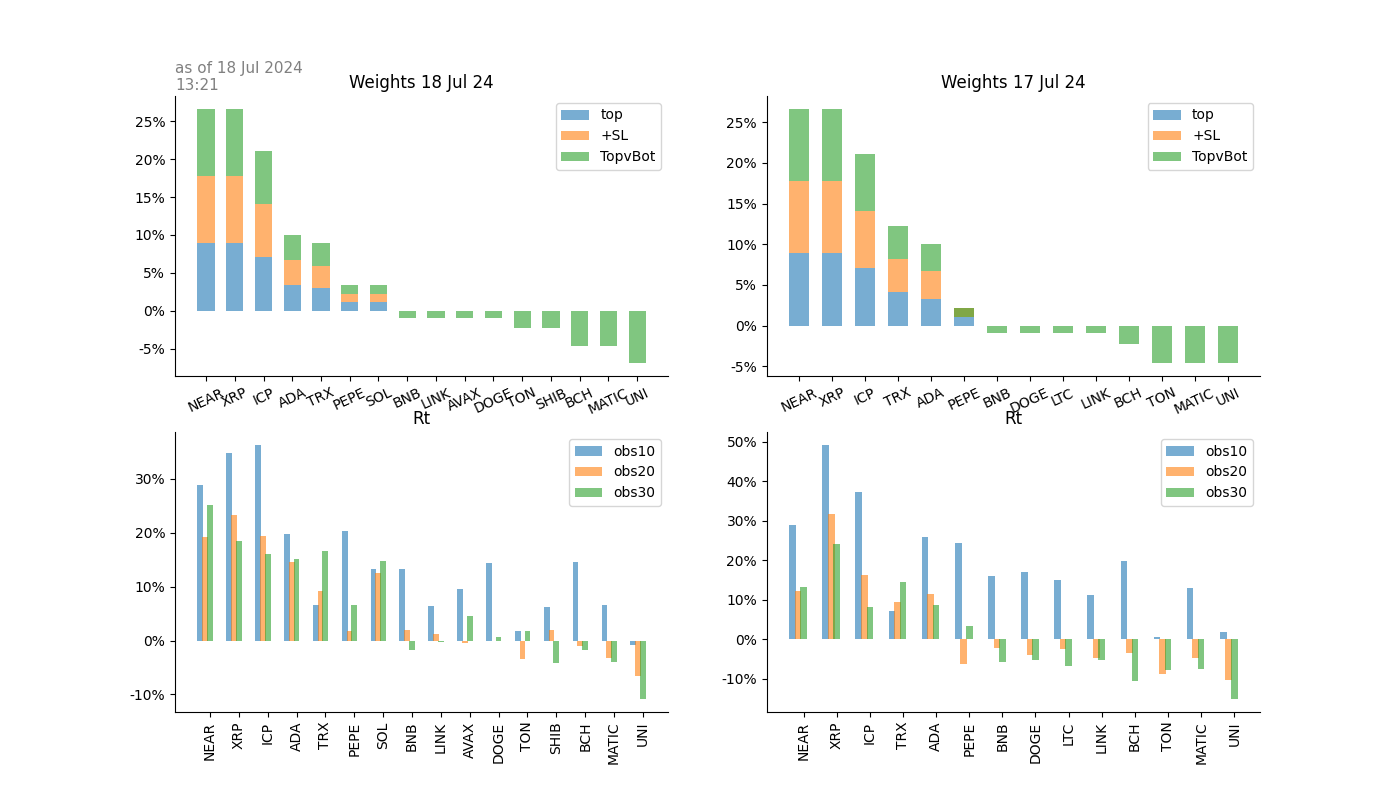 as of 18 Jul 2024
13:21
Weights 18 Jul 24
25%
20%
15%
10%
5%
0%
-5%
top
+SL
TopvBot
NEAR XRP ICP ADA TRX PEPE SOL BNB LINK AVAX DOGE TON SHIB BCH MATIC UNI
Weights 17 Jul 24
25%
20%
15%
10%
5%
0%
-5%
top
+SL
TopvBot
NEAR XRP ICP TRX ADA PEPE BNB DOGE LTC LINK BCH TON MATIC UNI
Rt
30%
20%
10%
0%
-10%
obs10
obs20
obs30
NEAR XRP ICP ADA TRX PEPE SOL BNB LINK AVAX DOGE TON SHIB BCH MATIC UNI
Rt
50%
40%
30%
20%
10%
0%
-10%
obs10
obs20
obs30
NEAR XRP ICP TRX ADA PEPE BNB DOGE LTC LINK BCH TON MATIC UNI